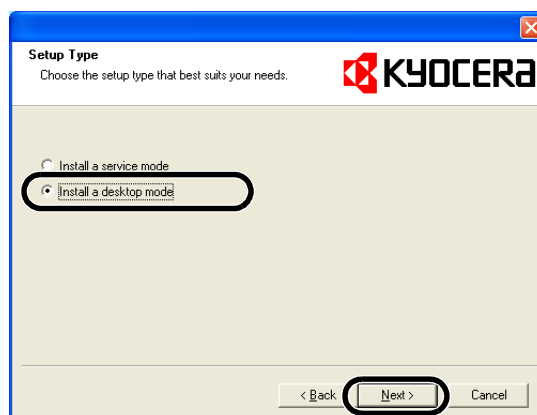 Setup Type
Choose the setup type that best suits your needs.
KYOCERA
Install a service mode
Install a desktop mode
< Back
Next >
Cancel